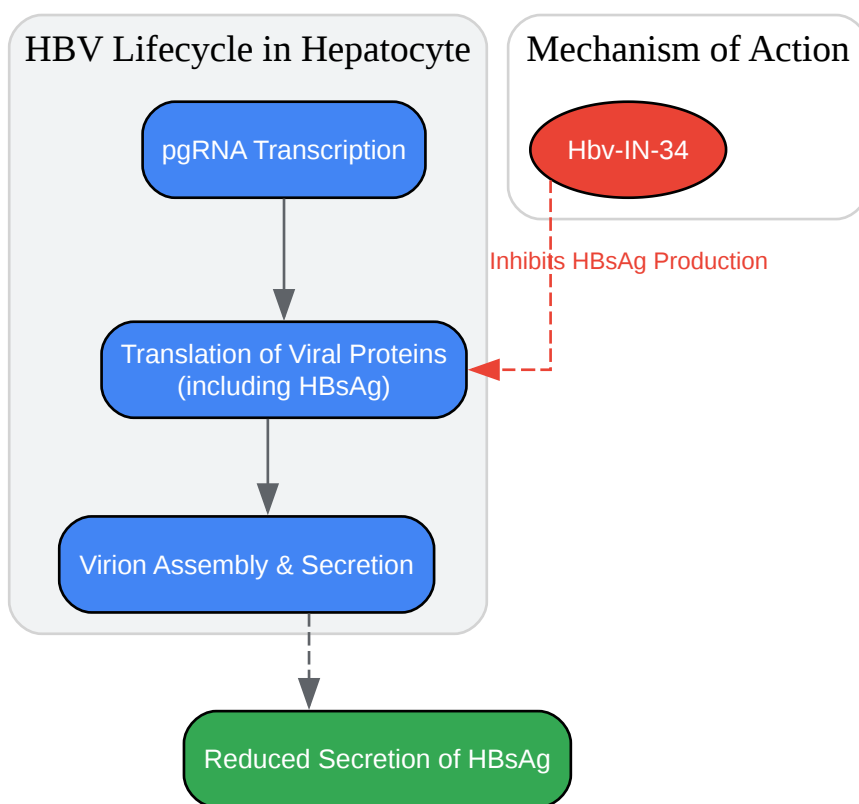 HBV Lifecycle in Hepatocyte
Mechanism of Action
pgRNA Transcription
Hbv-IN-34
Inhibits HBsAg Production
Translation of Viral Proteins
(including HBsAg)
Virion Assembly & Secretion
Reduced Secretion of HBsAg